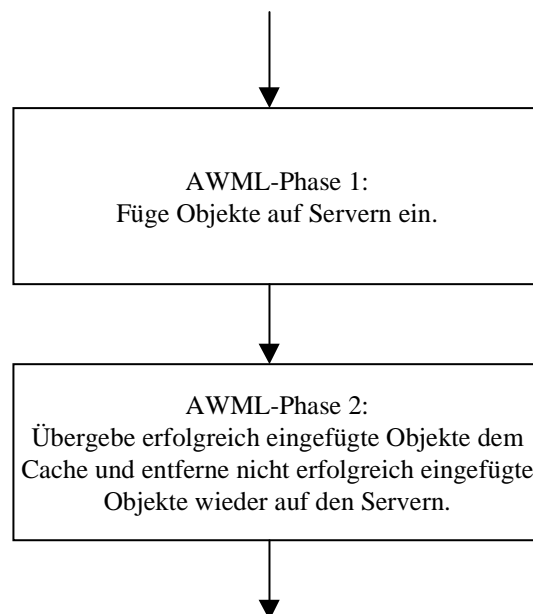 AWML-Phase 1:
Füge Objekte auf Servern ein.
AWML-Phase 2:
Übergebe erfolgreich eingefügte Objekte dem
Cache und entferne nicht erfolgreich eingefügte
Objekte wieder auf den Servern.